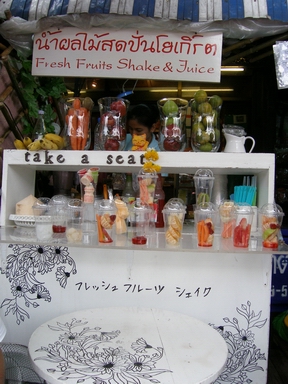 น้ำผลไม้สดปั่นโยเกิ์รต
Fresh Fruits Shake & Juice
take a seat
フレッシュフルーツ シェイク